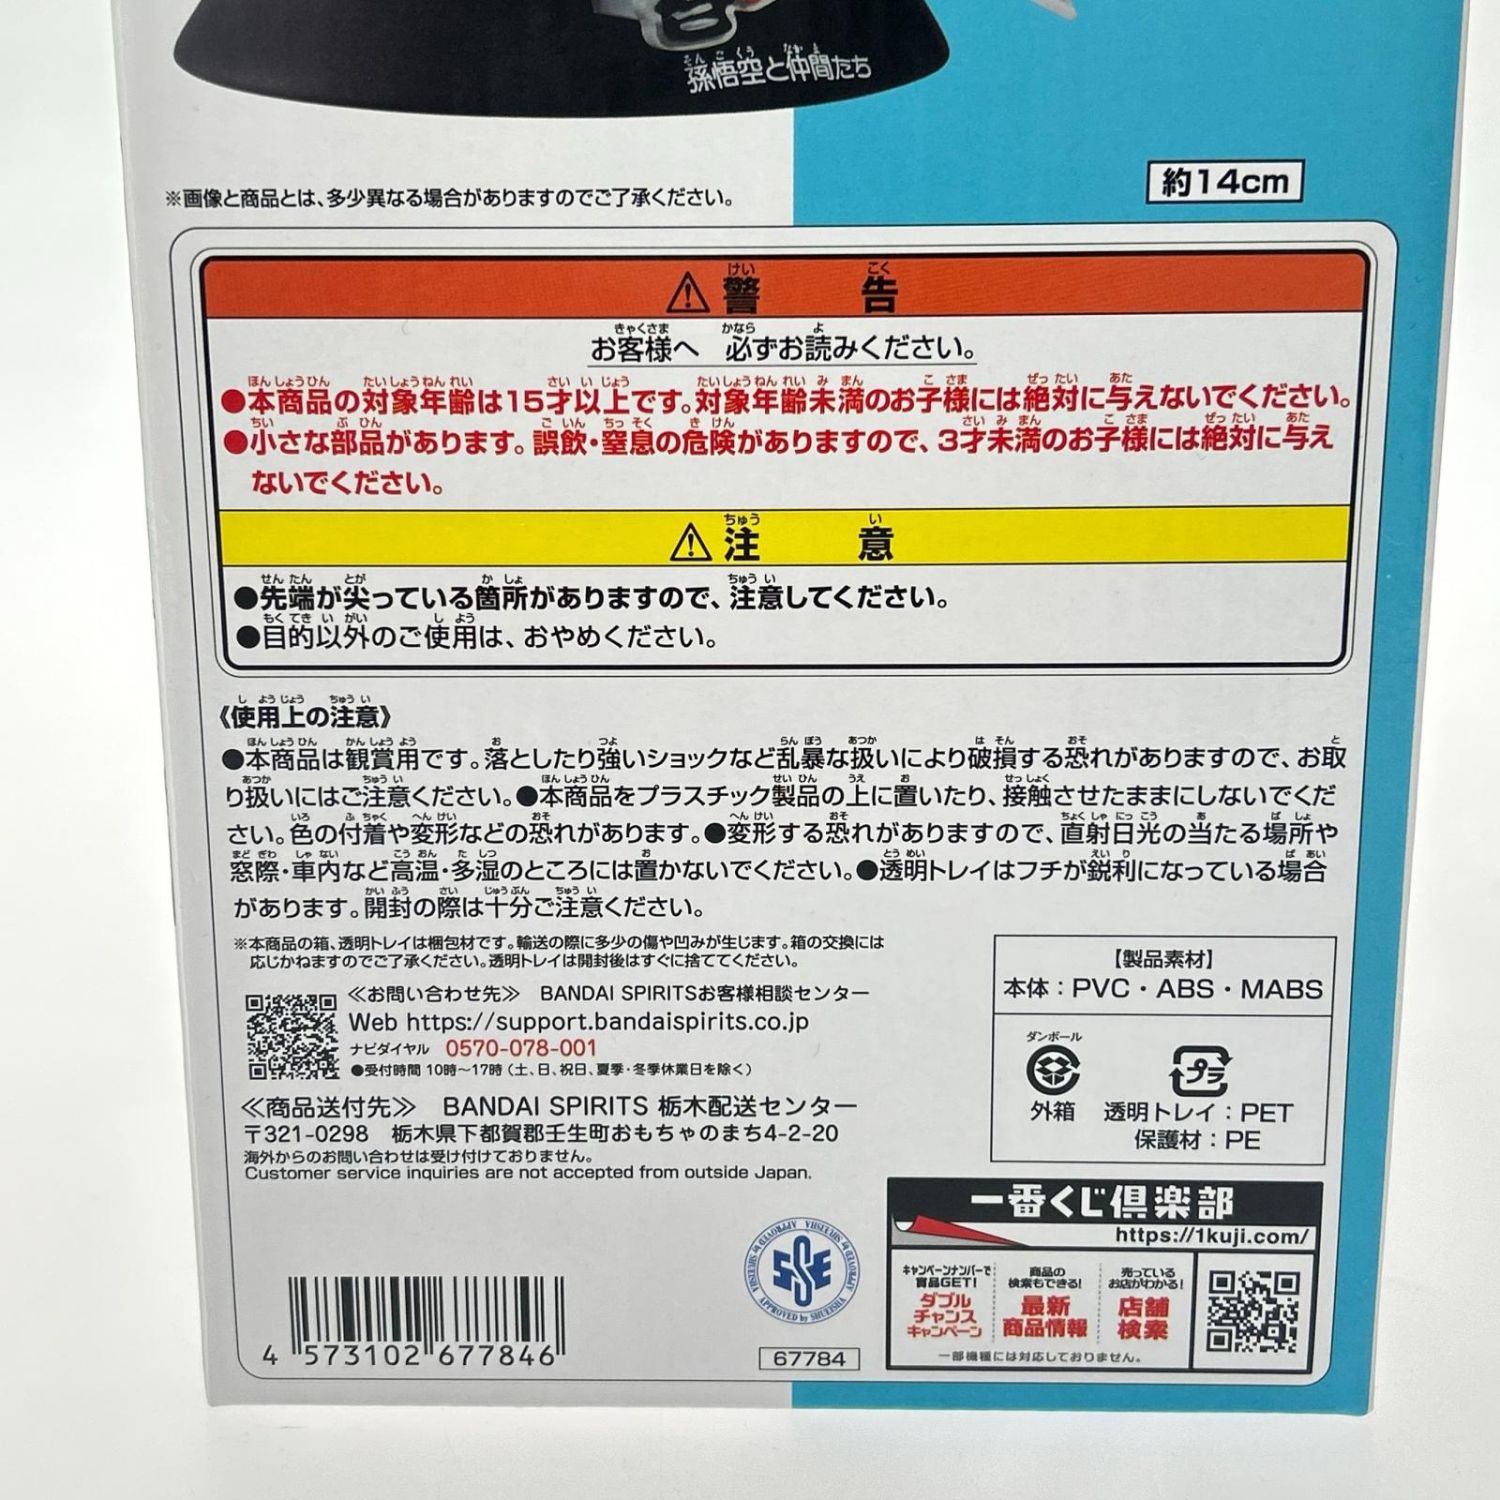 孫悟空と仲間たち
※画像と商品とは、多少異なる場合がありますのでご了承ください。
約14cm
⚠警告
お客様へ 必ずお読みください。
●本商品の対象年齢は15才以上です。対象年齢未満のお子様には絶対に与えないでください。
●小さな部品があります。誤飲・窒息の危険がありますので、3才未満のお子様には絶対に与え
ないでください。
⚠注意
●先端が尖っている箇所がありますので、注意してください。
●目的以外のご使用は、おやめください。
《使用上の注意》
●本商品は観賞用です。落としたり強いショックなど乱暴な扱いにより破損する恐れがありますので、お取
り扱いにはご注意ください。●本商品をプラスチック製品の上に置いたり、接触させたままにしないでくだ
さい。色の付着や変形などの恐れがあります。●変形する恐れがありますので、直射日光の当たる場所や
窓際・車内など高温・多湿のところには置かないでください。●透明トレイはフチが鋭利になっている場合
があります。開封の際は十分ご注意ください。
※本商品の箱、透明トレイは梱包材です。輸送の際に多少の傷や凹みが生じます。箱の交換には
応じかねますのでご了承ください。透明トレイは開封後はすぐに捨ててください。
≪お問い合わせ先≫ BANDAI SPIRITSお客様相談センター
Web https://support.bandaispirits.co.jp
ナビダイヤル 0570-078-001
●受付時間 10時～17時（土、日、祝日、夏季・冬季休業日を除く）
≪商品送付先≫ BANDAI SPIRITS 栃木配送センター
〒321-0298 栃木県下都賀郡壬生町おもちゃのまち4-2-20
海外からのお問い合わせは受け付けておりません。
Customer service inquiries are not accepted from outside Japan.
【製品素材】
本体：PVC・ABS・MABS
ダンボール
外箱
プラ
透明トレイ：PET
保護材：PE
一番くじ倶楽部
https://1kuji.com/
キャンペーンナンバーで
賞品GET!
ダブル
チャンス
キャンペーン
商品の
検索もできる!
最新
商品情報
売っている
お店がわかる!
店舗
検索
一部機種には対応しておりません。
APPROVED by SHUEISHA
SSE
67784
4 573102 677846